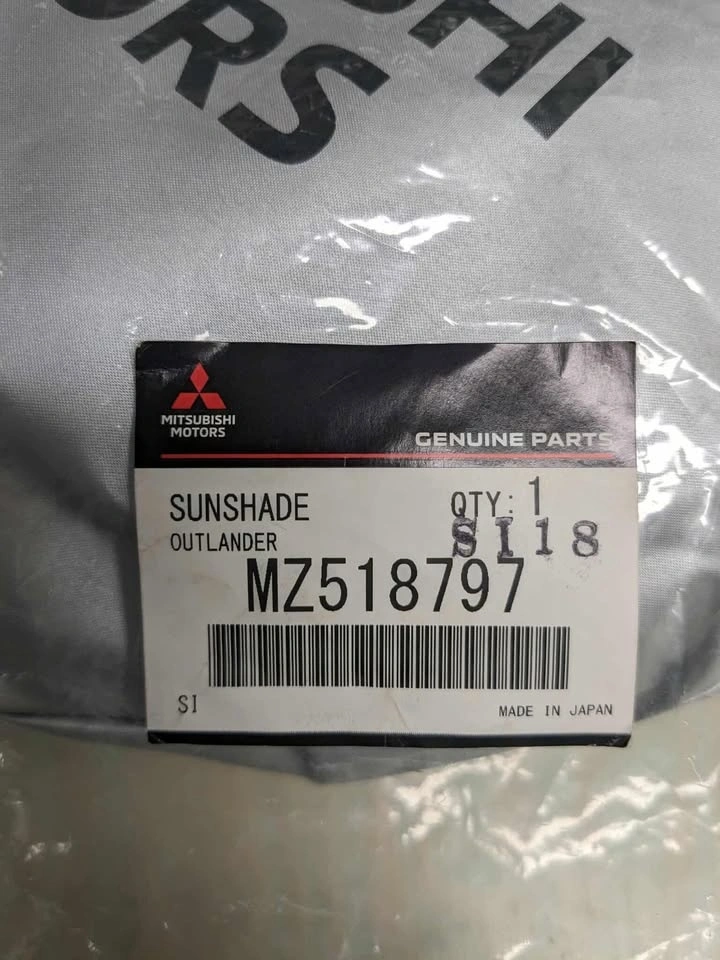 MITSUBISHI
MOTORS
GENUINE PARTS
SUNSHADE
QTY: 1
OUTLANDER
SI18
MZ518797
SI
MADE IN JAPAN